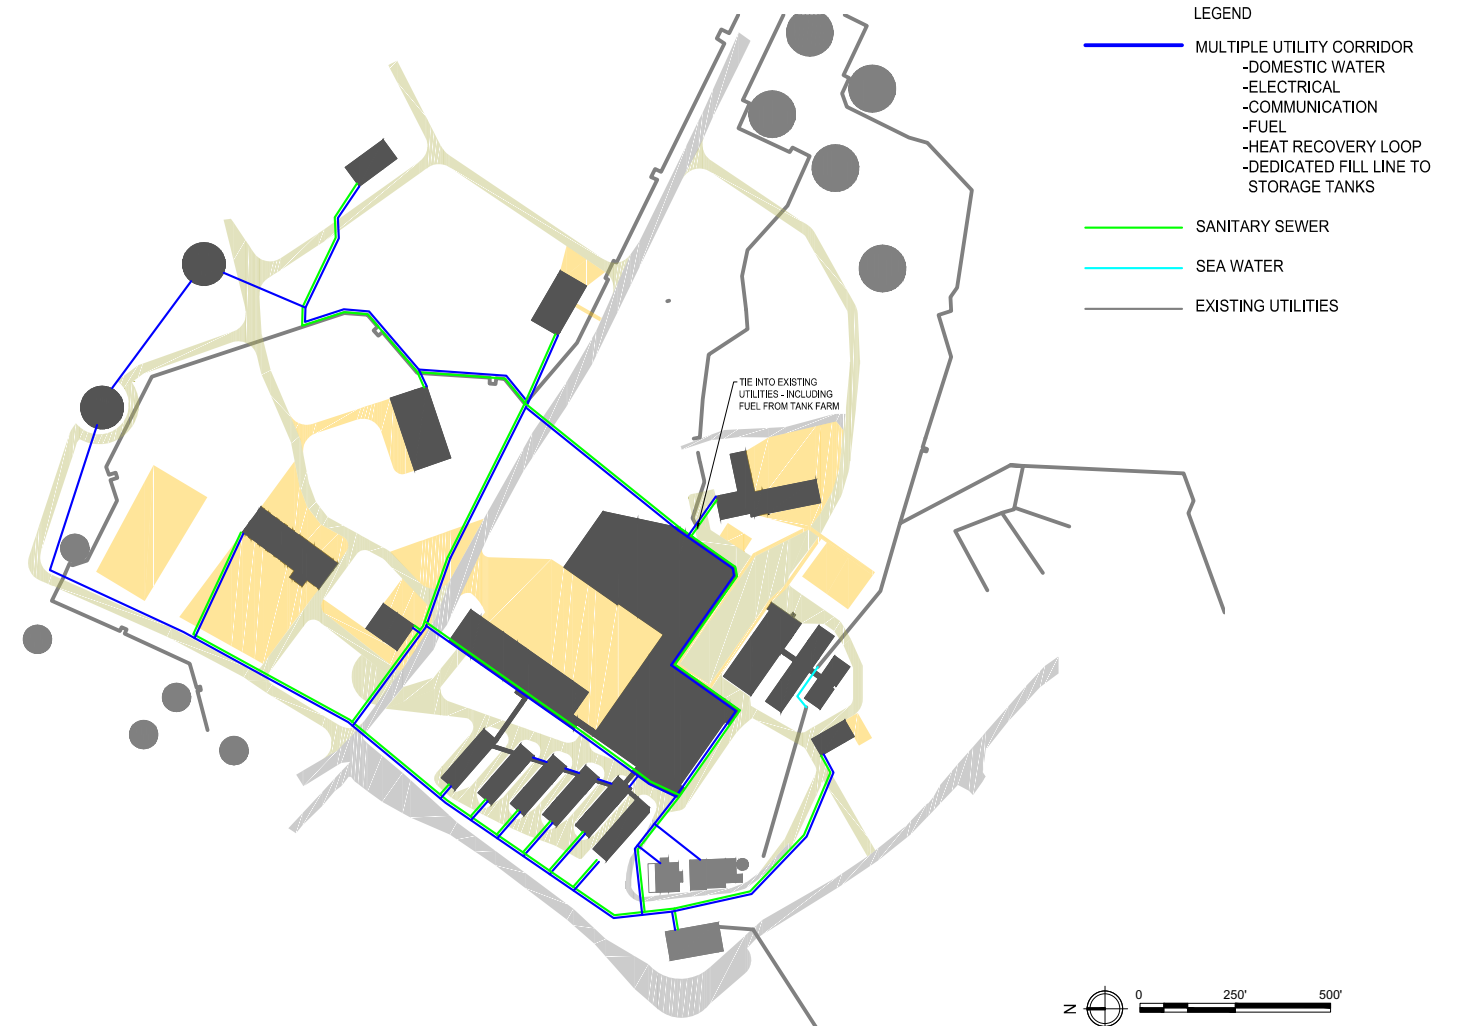 LEGEND
MULTIPLE UTILITY CORRIDOR
-DOMESTIC WATER
-ELECTRICAL
-COMMUNICATION
-FUEL
-HEAT RECOVERY LOOP
-DEDICATED FILL LINE TO
STORAGE TANKS
SANITARY SEWER
SEA WATER
EXISTING UTILITIES
TIE INTO EXISTING
UTILITIES - INCLUDING
FUEL FROM TANK FARM
N
0 250' 500'